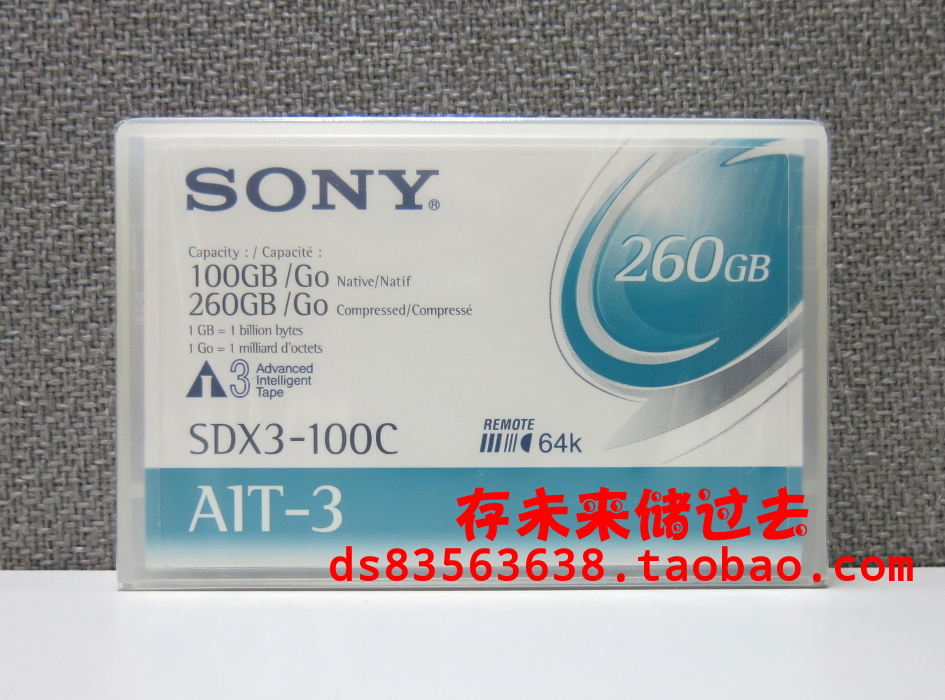 SONY®
260GB
Capacity : / Capacité :
100GB /Go Native/Natif
260GB /Go Compressed/Compressé
1 GB = 1 billion bytes
1 Go = 1 milliard d'octets
AI 3 Advanced
Intelligent
Tape
SDX3-100C
REMOTE
64k
AIT-3
存未来储过去
ds83563638.taobao.com